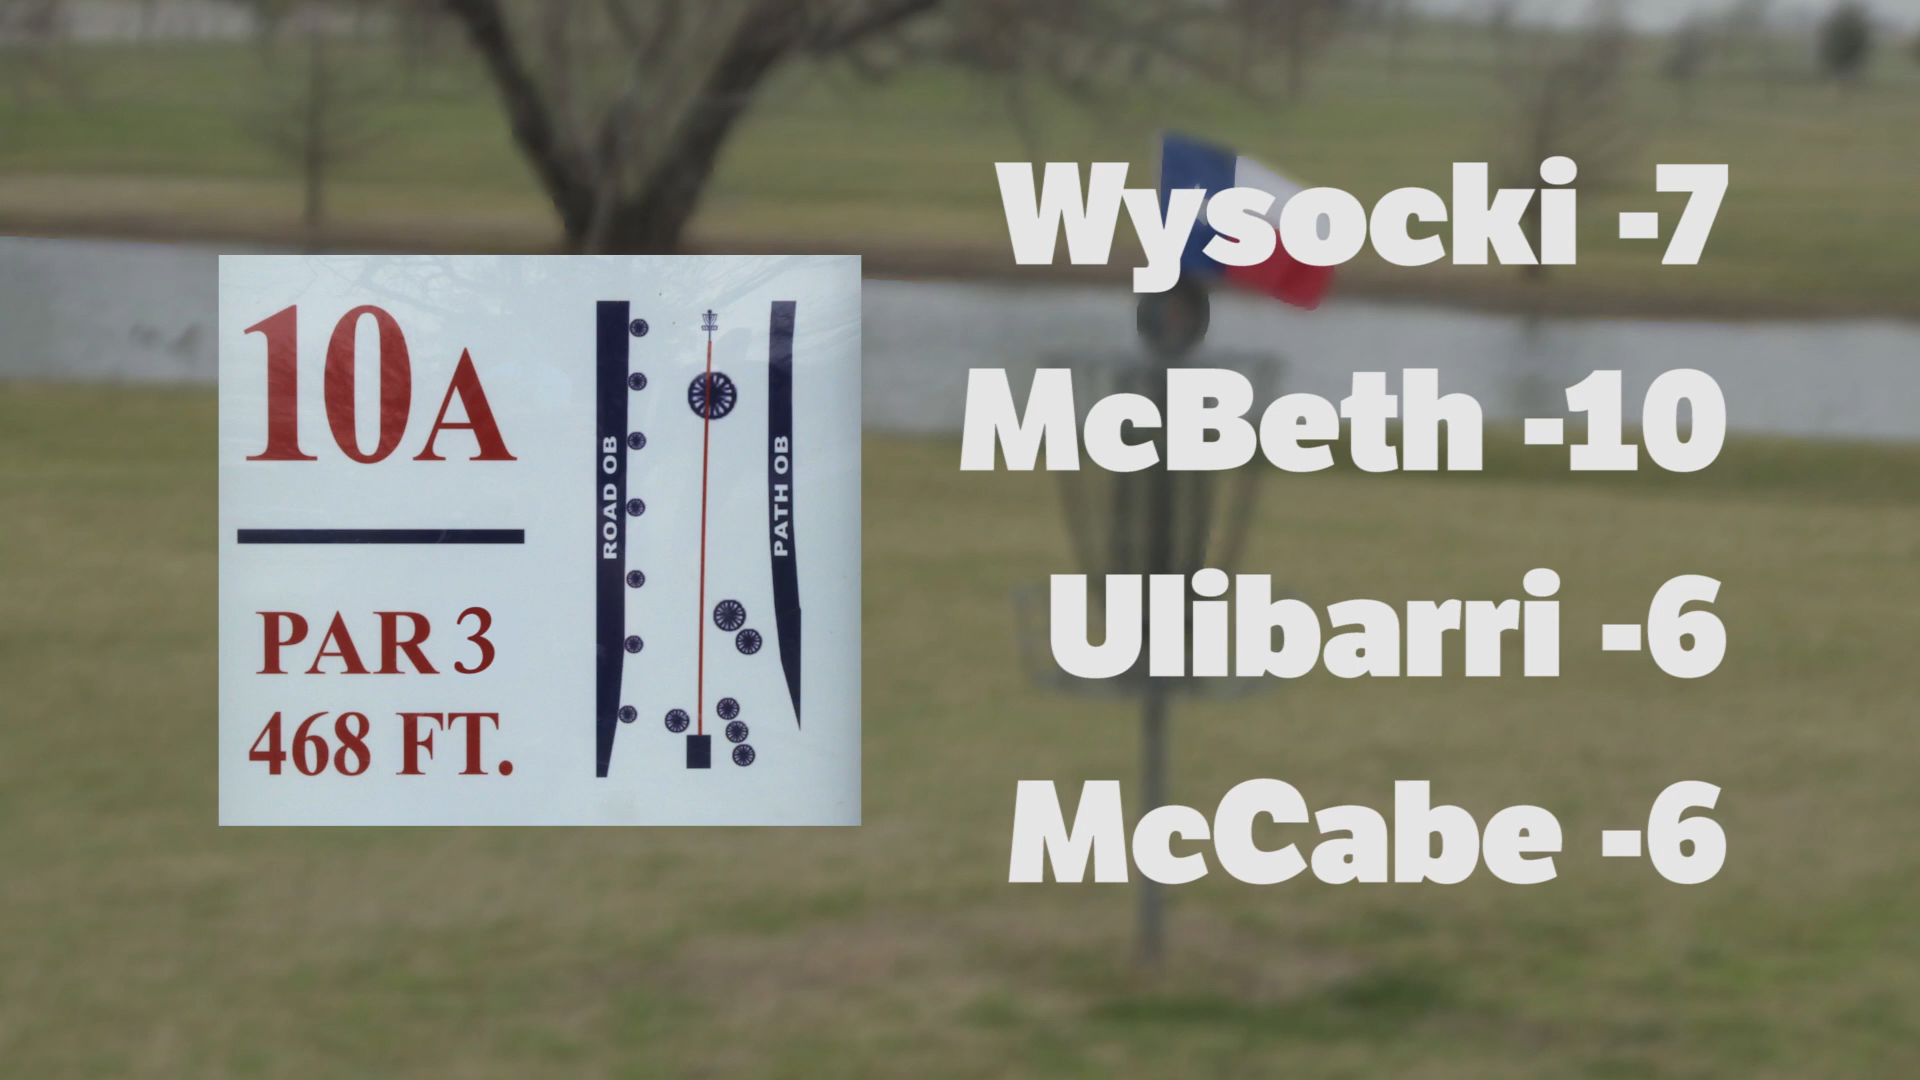 10A
PAR 3
468 FT.
ROAD OB
PATH OB
Wysocki -7
McBeth -10
Ulibarri -6
McCabe -6